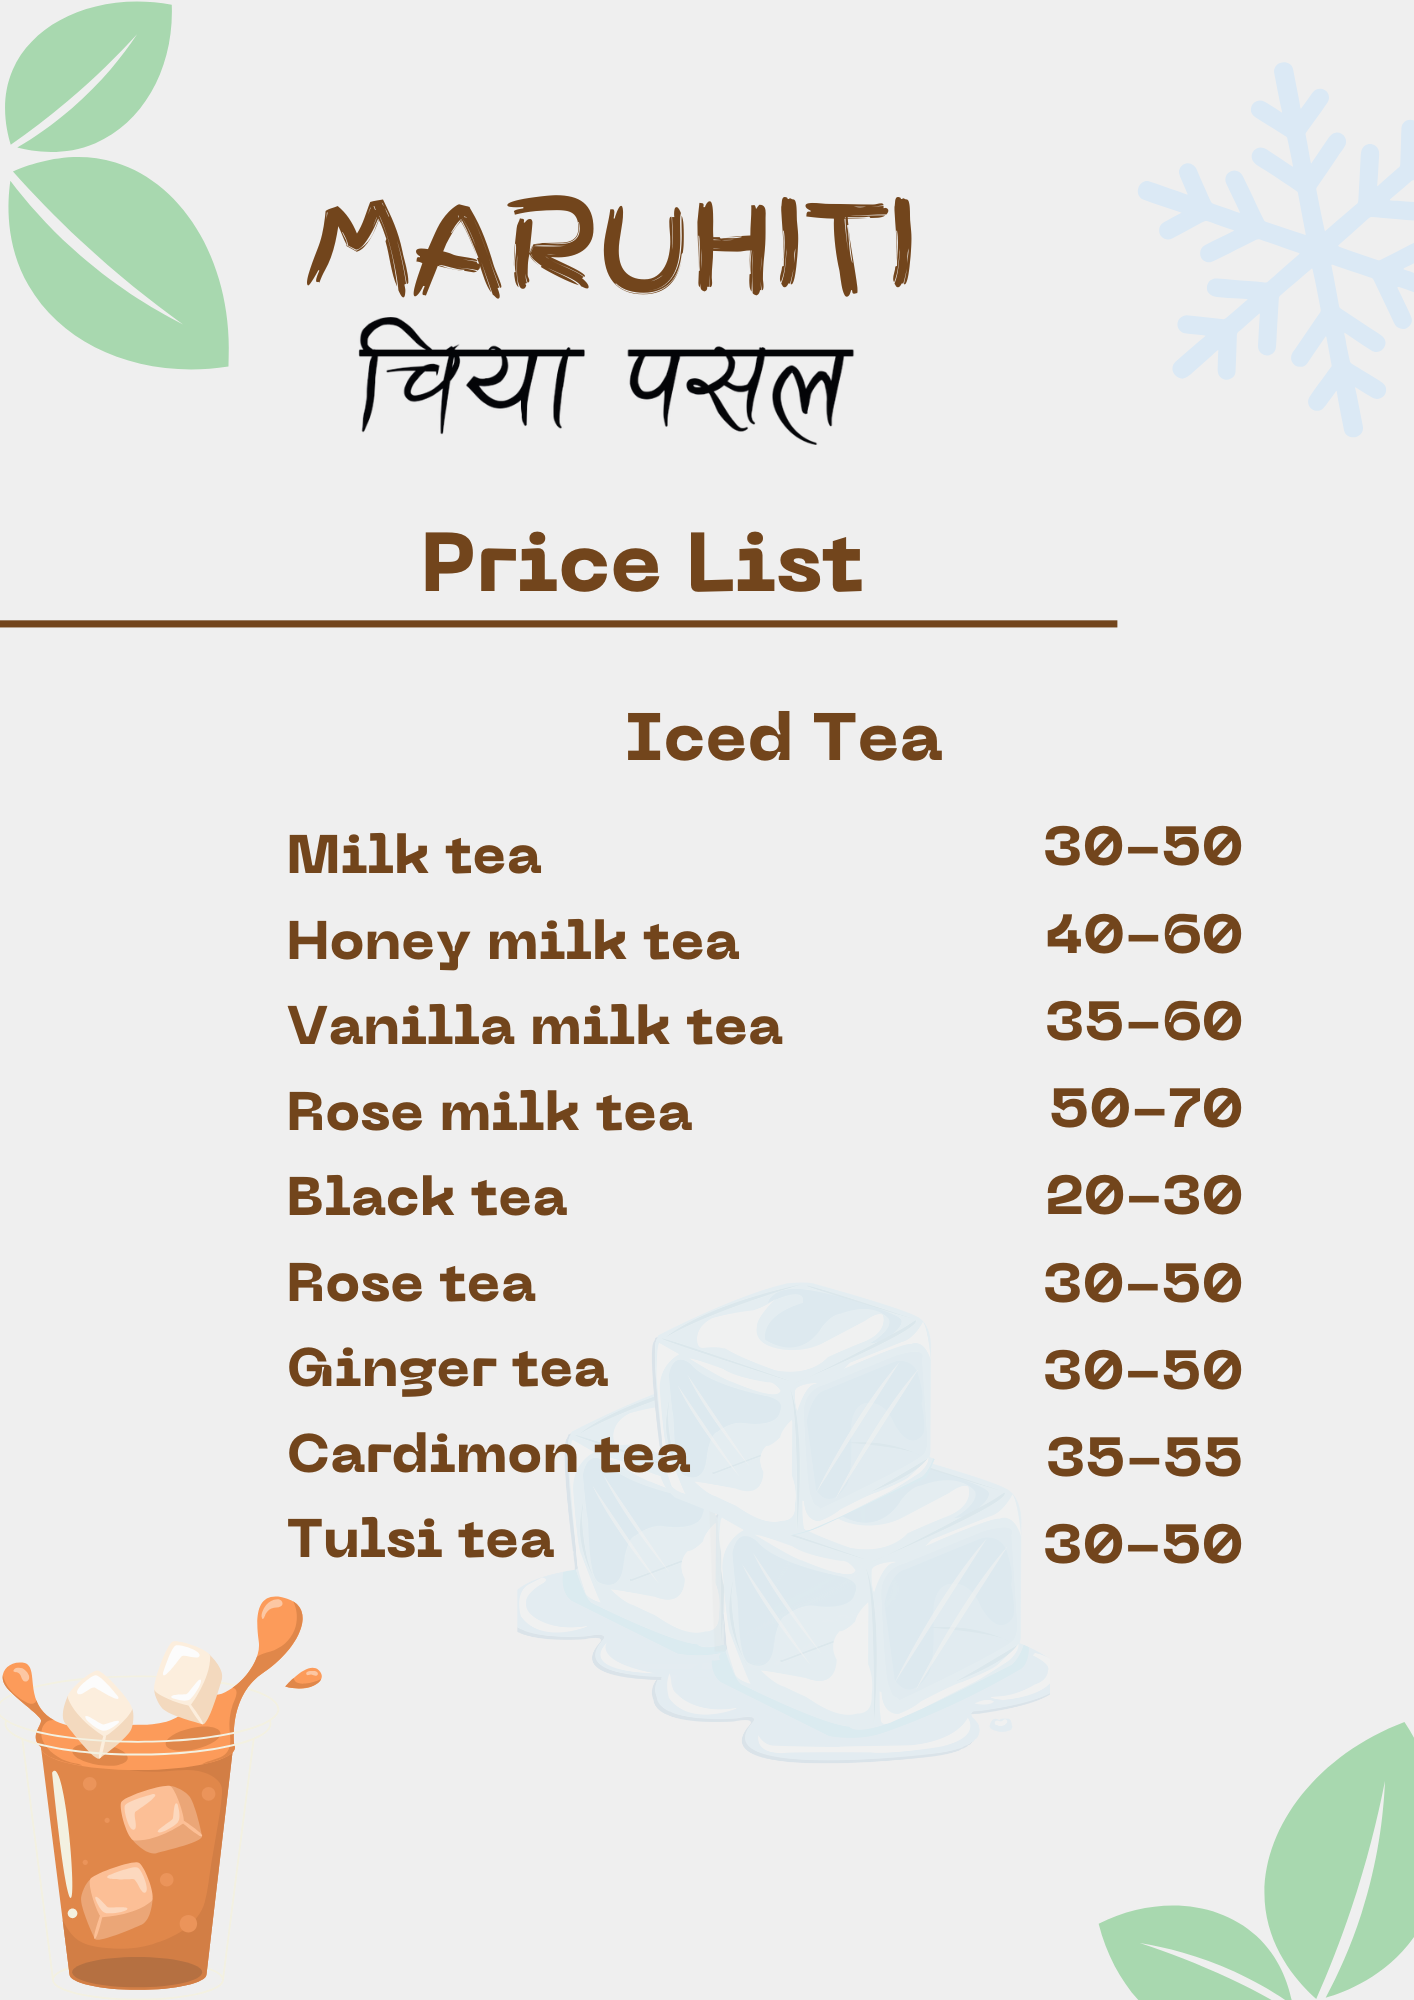 MARUHITI
चिया पसल
Price List
Iced Tea
Milk tea 30-50
Honey milk tea 40-60
Vanilla milk tea 35-60
Rose milk tea 50-70
Black tea 20-30
Rose tea 30-50
Ginger tea 30-50
Cardimon tea 35-55
Tulsi tea 30-50